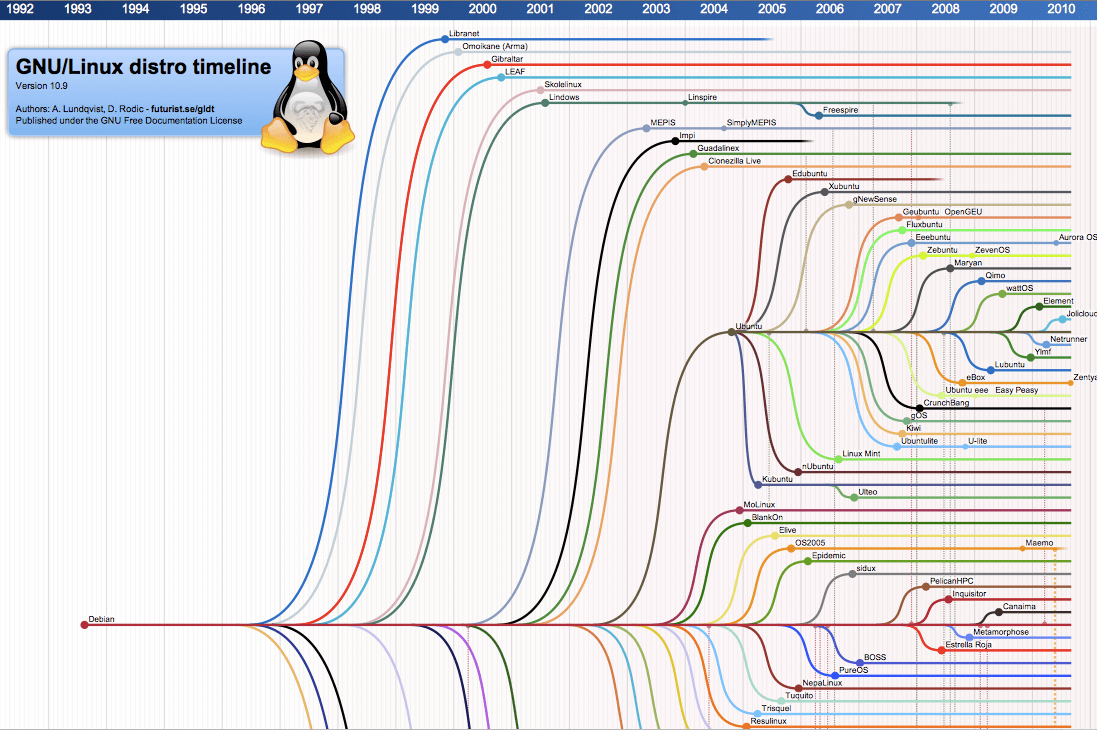 1992 1993 1994 1995 1996 1997 1998 1999 2000 2001 2002 2003 2004 2005 2006 2007 2008 2009 2010
GNU/Linux distro timeline
Version 10.9
Authors: A. Lundqvist, D. Rodic - futurist.se/gldt
Published under the GNU Free Documentation License
Libranet
Omoikane (Arma)
Gibraltar
LEAF
Skolelinux
Lindows Linspire
Freespire
MEPIS SimplyMEPIS
Impi
Guadalinex
Clonezilla Live
Edubuntu
Xubuntu
gNewSense
Geubuntu OpenGEU
Fluxbuntu
Eeebuntu Aurora OS
Zebuntu ZevenOS
Maryan
Qimo
wattOS
Element
Jolicloud
Ubuntu
Netrunner
Ylmf
Lubuntu
eBox Zentya
Ubuntu eee Easy Peasy
CrunchBang
gOS
Kiwi
Ubuntulite U-lite
Linux Mint
nUbuntu
Kubuntu
Ulteo
MoLinux
BlankOn
Elive
OS2005 Maemo
Epidemic
sidux
PelicanHPC
Inquisitor
Canaima
Debian
Metamorphose
Estrella Roja
BOSS
PureOS
NepaLinux
Tuquito
Trisquel
Resulinux